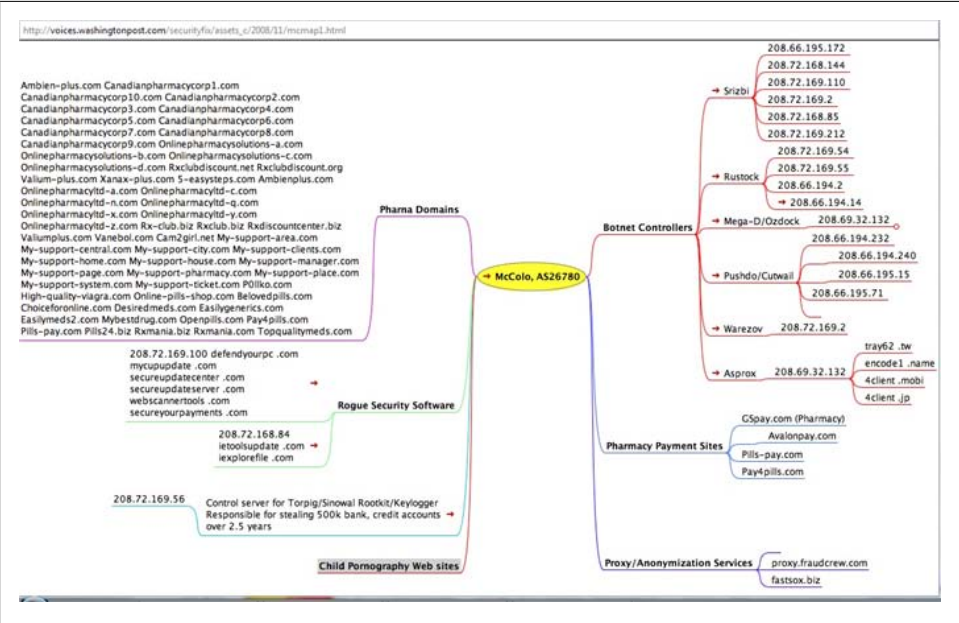 http://voices.washingtonpost.com/securityfix/assets_c/2008/11/mcmap1.html
Ambien-plus.com Canadianpharmacycorp1.com
Canadianpharmacycorp10.com Canadianpharmacycorp2.com
Canadianpharmacycorp3.com Canadianpharmacycorp4.com
Canadianpharmacycorp5.com Canadianpharmacycorp6.com
Canadianpharmacycorp7.com Canadianpharmacycorp8.com
Canadianpharmacycorp9.com Onlinepharmacysolutions-a.com
Onlinepharmacysolutions-b.com Onlinepharmacysolutions-c.com
Onlinepharmacysolutions-d.com Rxclubdiscount.net Rxclubdiscount.org
Valium-plus.com Xanax-plus.com 5-easysteps.com Ambienplus.com
Onlinepharmacyltd-a.com Onlinepharmacyltd-c.com
Onlinepharmacyltd-n.com Onlinepharmacyltd-q.com
Onlinepharmacyltd-x.com Onlinepharmacyltd-y.com
Onlinepharmacyltd-z.com Rx-club.biz Rxclub.biz Rxdiscountcenter.biz
Valiumplus.com Vanebol.com Cam2girl.net My-support-area.com
My-support-central.com My-support-city.com My-support-clients.com
My-support-home.com My-support-house.com My-support-manager.com
My-support-page.com My-support-pharmacy.com My-support-place.com
My-support-system.com My-support-ticket.com P0llko.com
High-quality-viagra.com Online-pills-shop.com Belovedpills.com
Choiceforonline.com Desiredmeds.com Easilygenerics.com
Easilymeds2.com Mybestdrug.com Openpills.com Pay4pills.com
Pills-pay.com Pills24.biz Rxmania.biz Rxmania.com Topqualitymeds.com
Pharna Domains
208.72.169.100 defendyourpc .com
mycupupdate .com
secureupdatecenter .com
secureupdateserver .com
webscannertools .com
secureyourpayments .com
Rogue Security Software
208.72.168.84
ietoolsupdate .com
iexplorefile .com
208.72.169.56
Control server for Torpig/Sinowal Rootkit/Keylogger
Responsible for stealing 500k bank, credit accounts
over 2.5 years
Child Pornography Web sites
McColo, AS26780
Botnet Controllers
Srizbi
208.66.195.172
208.72.168.144
208.72.169.110
208.72.169.2
208.72.168.85
208.72.169.212
Rustock
208.72.169.54
208.72.169.55
208.66.194.2
208.66.194.14
Mega-D/Ozdock 208.69.32.132
Pushdo/Cutwail
208.66.194.232
208.66.194.240
208.66.195.15
208.66.195.71
Warezov 208.72.169.2
Asprox 208.69.32.132
tray62 .tw
encode1 .name
4client .mobi
4client .jp
Pharmacy Payment Sites
GSpay.com (Pharmacy)
Avalonpay.com
Pills-pay.com
Pay4pills.com
Proxy/Anonymization Services
proxy.fraudcrew.com
fastsox.biz